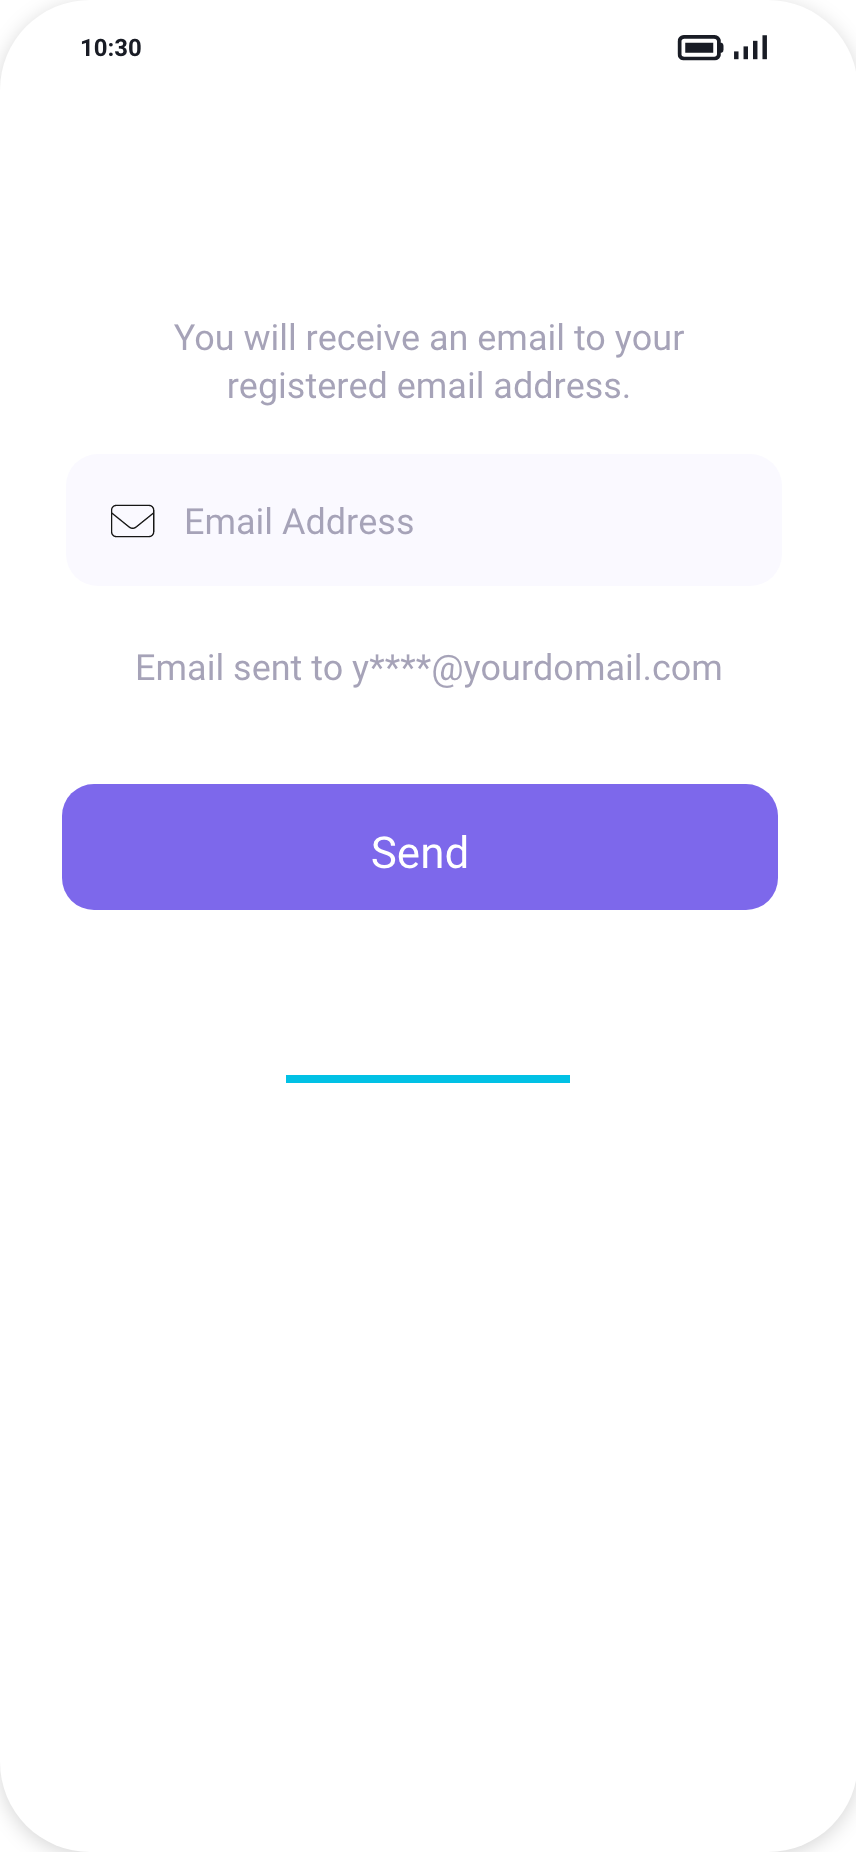 10:30
You will receive an email to your
registered email address.
Email Address
Email sent to y****@yourdomail.com
Send